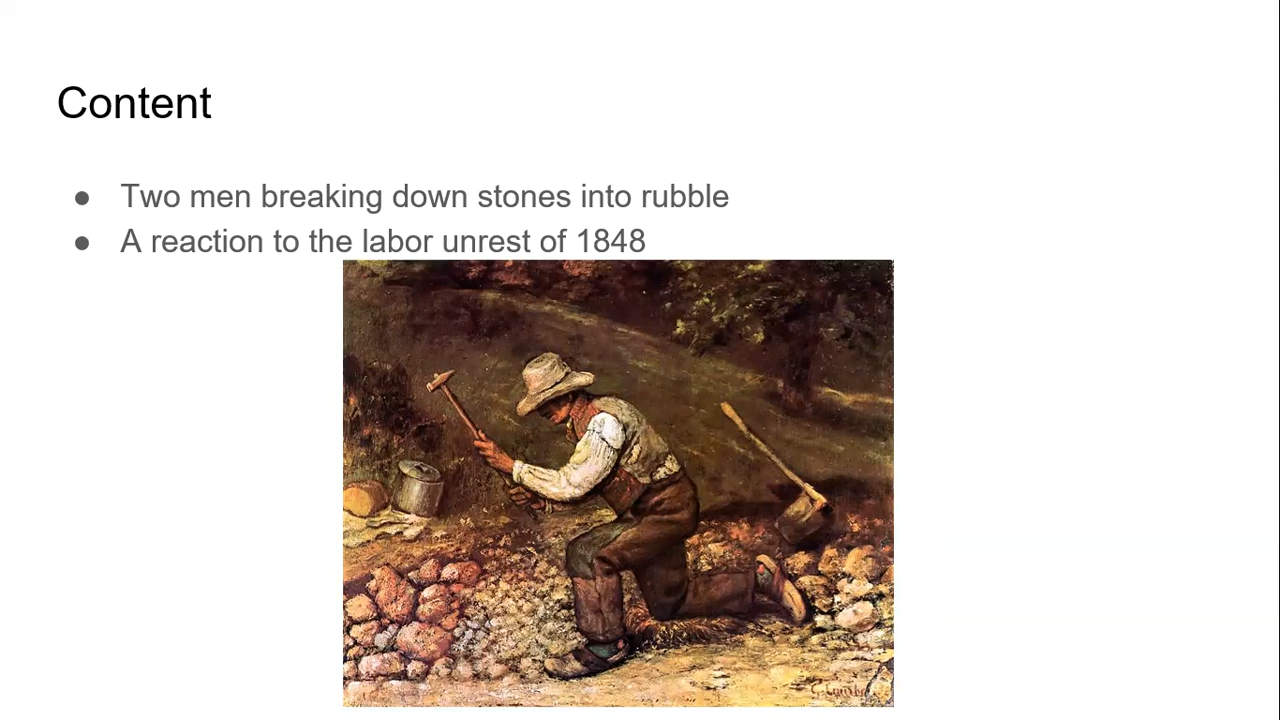 Content
Two men breaking down stones into rubble
A reaction to the labor unrest of 1848